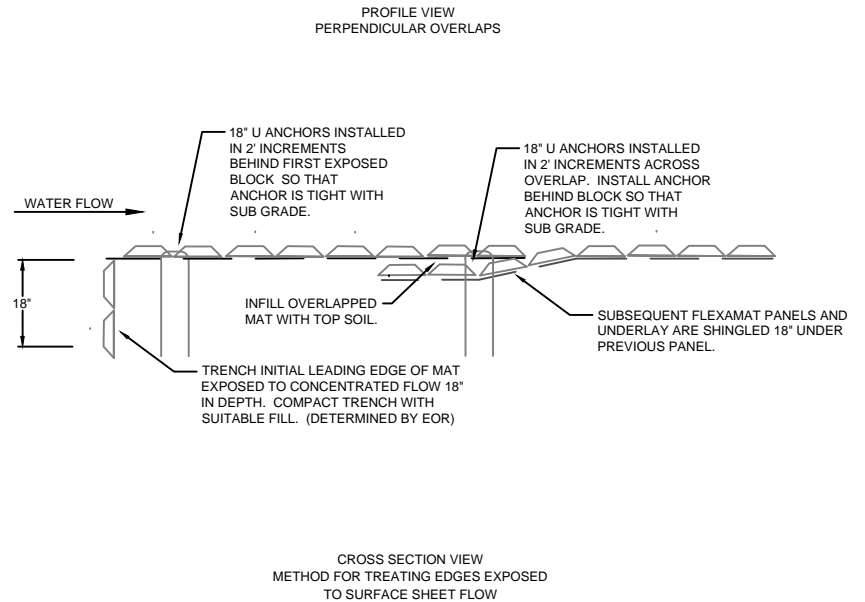 PROFILE VIEW
PERPENDICULAR OVERLAPS
18" U ANCHORS INSTALLED
IN 2' INCREMENTS
BEHIND FIRST EXPOSED
BLOCK SO THAT
ANCHOR IS TIGHT WITH
SUB GRADE.
18" U ANCHORS INSTALLED
IN 2' INCREMENTS ACROSS
OVERLAP. INSTALL ANCHOR
BEHIND BLOCK SO THAT
ANCHOR IS TIGHT WITH
SUB GRADE.
WATER FLOW
18"
INFILL OVERLAPPED
MAT WITH TOP SOIL.
SUBSEQUENT FLEXAMAT PANELS AND
UNDERLAY ARE SHINGLED 18" UNDER
PREVIOUS PANEL.
TRENCH INITIAL LEADING EDGE OF MAT
EXPOSED TO CONCENTRATED FLOW 18"
IN DEPTH. COMPACT TRENCH WITH
SUITABLE FILL. (DETERMINED BY EOR)
CROSS SECTION VIEW
METHOD FOR TREATING EDGES EXPOSED
TO SURFACE SHEET FLOW